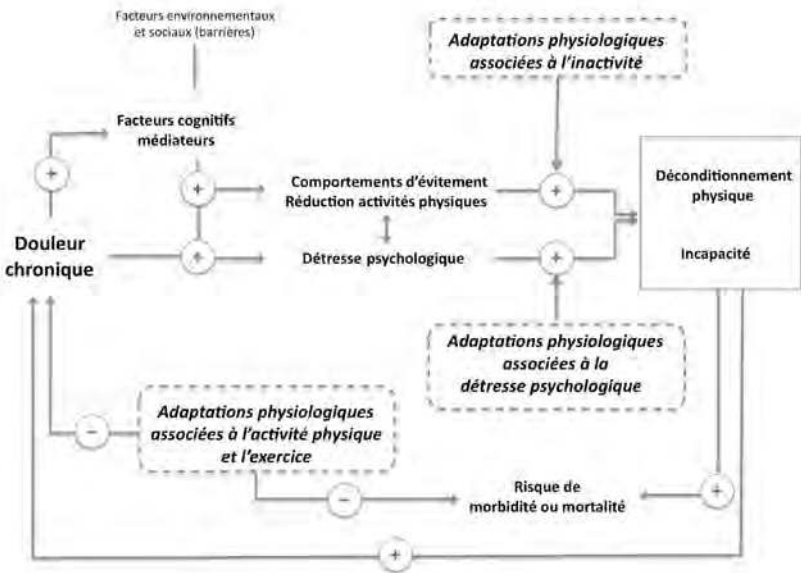 Facteurs environnementaux
et sociaux (barrières)
Adaptations physiologiques
associées à l'inactivité
Facteurs cognitifs
médiateurs
+
+
Comportements d'évitement
Réduction activités physiques
+
Déconditionnement
physique
Douleur
chronique
+
Détresse psychologique
+
Incapacité
Adaptations physiologiques
associées à la
détresse psychologique
Adaptations physiologiques
associées à l'activité physique
et l'exercice
−
−
Risque de
morbidité ou mortalité
+
+